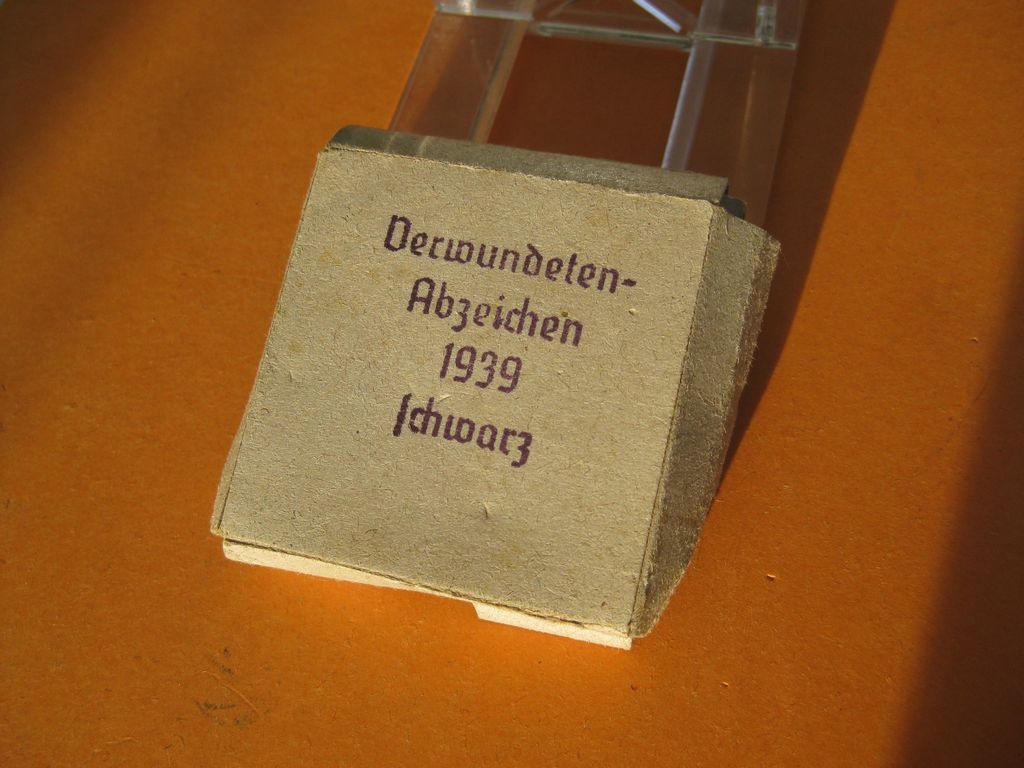 Verwundeten-
Abzeichen
1939
schwarz